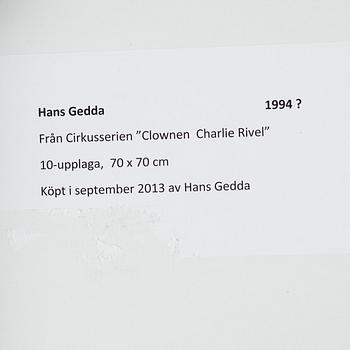 Hans Gedda 1994 ?
Från Cirkusserien ”Clownen Charlie Rivel”
10-upplaga, 70 x 70 cm
Köpt i september 2013 av Hans Gedda